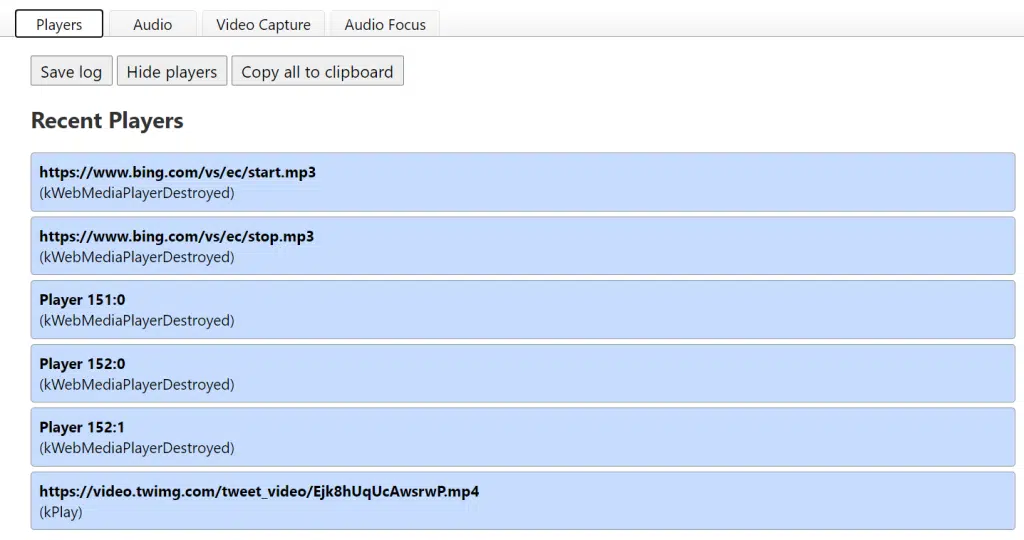 Players Audio Video Capture Audio Focus
Save log Hide players Copy all to clipboard
Recent Players
https://www.bing.com/vs/ec/start.mp3
(kWebMediaPlayerDestroyed)
https://www.bing.com/vs/ec/stop.mp3
(kWebMediaPlayerDestroyed)
Player 151:0
(kWebMediaPlayerDestroyed)
Player 152:0
(kWebMediaPlayerDestroyed)
Player 152:1
(kWebMediaPlayerDestroyed)
https://video.twimg.com/tweet_video/Ejk8hUqUcAwsrwP.mp4
(kPlay)